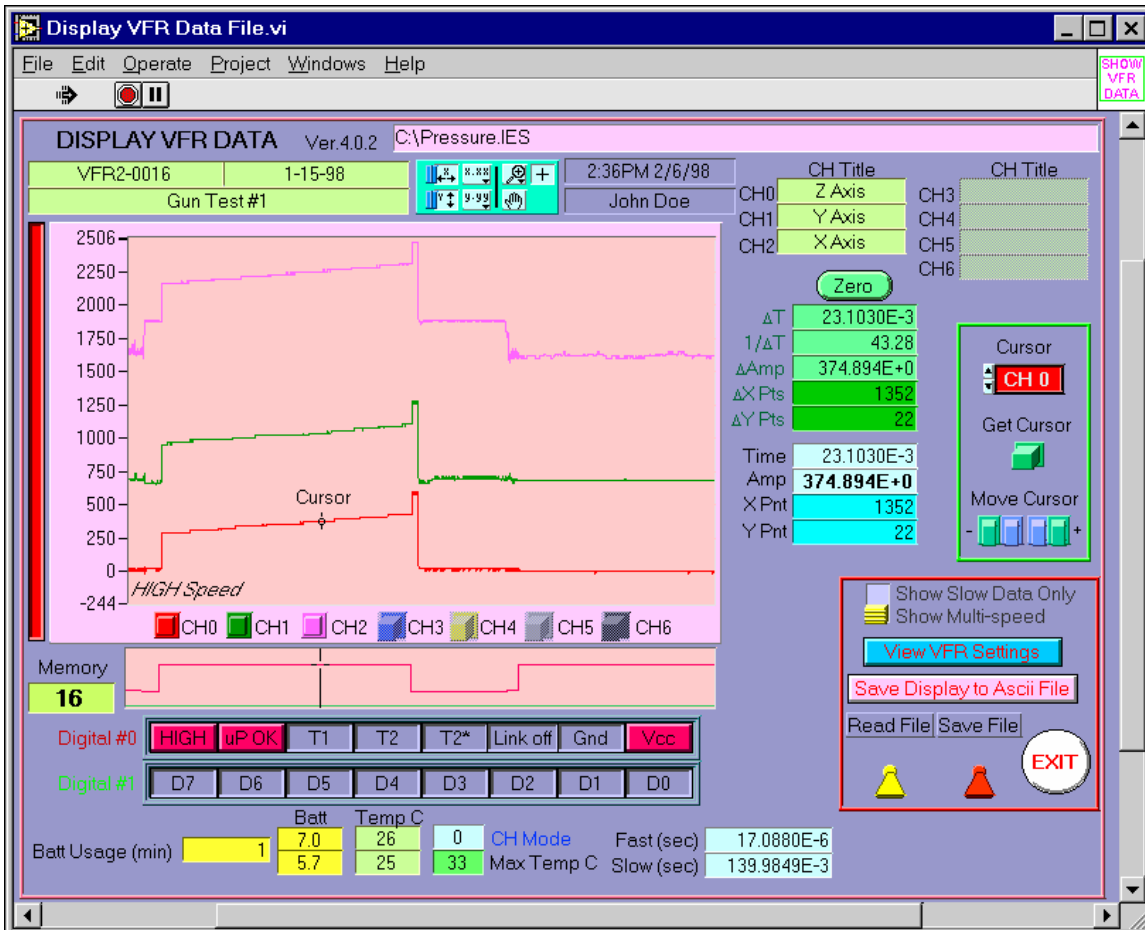 Display VFR Data File.vi
File Edit Operate Project Windows Help
SHOW
VFR
DATA
DISPLAY VFR DATA Ver.4.0.2 C:\Pressure.IES
VFR2-0016 1-15-98
Gun Test #1
X.XX
Y.YY
2:36PM 2/6/98
John Doe
CH Title
CH0 Z Axis
CH1 Y Axis
CH2 X Axis
CH Title
CH3
CH4
CH5
CH6
2506
2250
2000
1750
1500
1250
1000
750
500
250
0
-244
Cursor
HIGH Speed
CH0 CH1 CH2 CH3 CH4 CH5 CH6
Zero
ΔT 23.1030E-3
1/ΔT 43.28
ΔAmp 374.894E+0
ΔX Pts 1352
ΔY Pts 22
Time 23.1030E-3
Amp 374.894E+0
X Pnt 1352
Y Pnt 22
Cursor
CH 0
Get Cursor
Move Cursor
- +
Show Slow Data Only
Show Multi-speed
View VFR Settings
Save Display to Ascii File
Read File Save File
EXIT
Memory
16
Digital #0 HIGH uP OK T1 T2 T2* Link off Gnd Vcc
Digital #1 D7 D6 D5 D4 D3 D2 D1 D0
Batt Temp C
Batt Usage (min) 1 7.0 26 0 CH Mode Fast (sec) 17.0880E-6
5.7 25 33 Max Temp C Slow (sec) 139.9849E-3